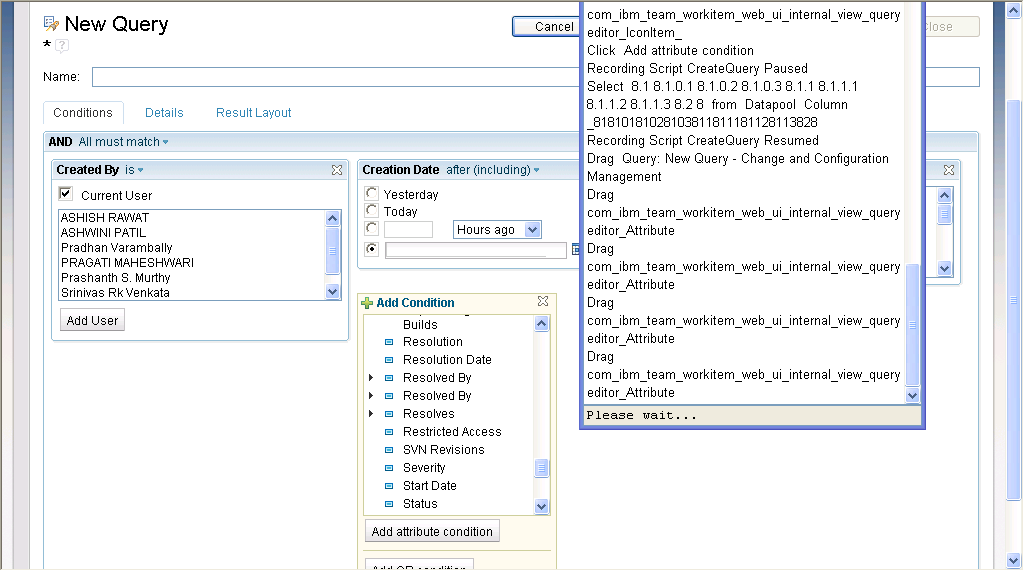 New Query
*
?
Name:
Cancel
Close
Conditions
Details
Result Layout
AND All must match
Created By is
Current User
ASHISH RAWAT
ASHWINI PATIL
Pradhan Varambally
PRAGATI MAHESHWARI
Prashanth S. Murthy
Srinivas Rk Venkata
Add User
Creation Date after (including)
Yesterday
Today
Hours ago
Add Condition
Builds
Resolution
Resolution Date
Resolved By
Resolved By
Resolves
Restricted Access
SVN Revisions
Severity
Start Date
Status
Add attribute condition
com_ibm_team_workitem_web_ui_internal_view_query
editor_IconItem_
Click Add attribute condition
Recording Script CreateQuery Paused
Select 8.1 8.1.0.1 8.1.0.2 8.1.0.3 8.1.1 8.1.1.1
8.1.1.2 8.1.1.3 8.2 8 from Datapool Column
_81810181028103811811181128113828
Recording Script CreateQuery Resumed
Drag Query: New Query - Change and Configuration
Management
Drag
com_ibm_team_workitem_web_ui_internal_view_query
editor_Attribute
Drag
com_ibm_team_workitem_web_ui_internal_view_query
editor_Attribute
Drag
com_ibm_team_workitem_web_ui_internal_view_query
editor_Attribute
Drag
com_ibm_team_workitem_web_ui_internal_view_query
editor_Attribute
Please wait...